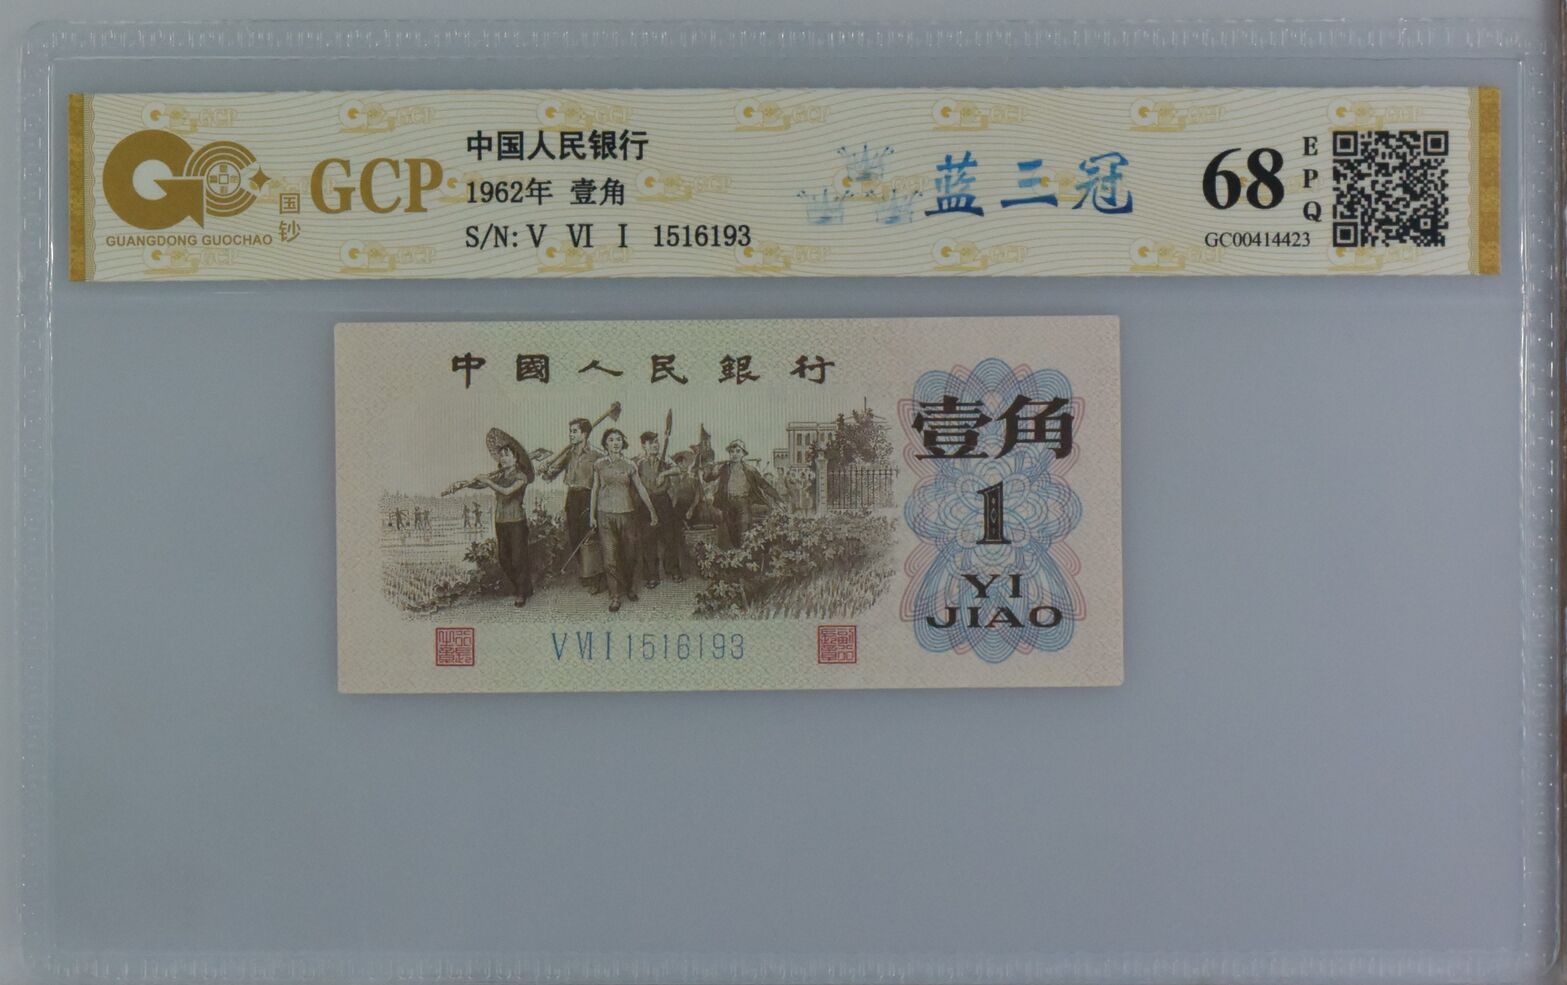 GUANGDONG GUOCHAO
国钞
GCP
中国人民银行
1962年 壹角
S/N: V VI I 1516193
蓝三冠
68
EPQ
GC00414423
中國人民銀行
壹角
1
YI
JIAO
V VI I 1516193